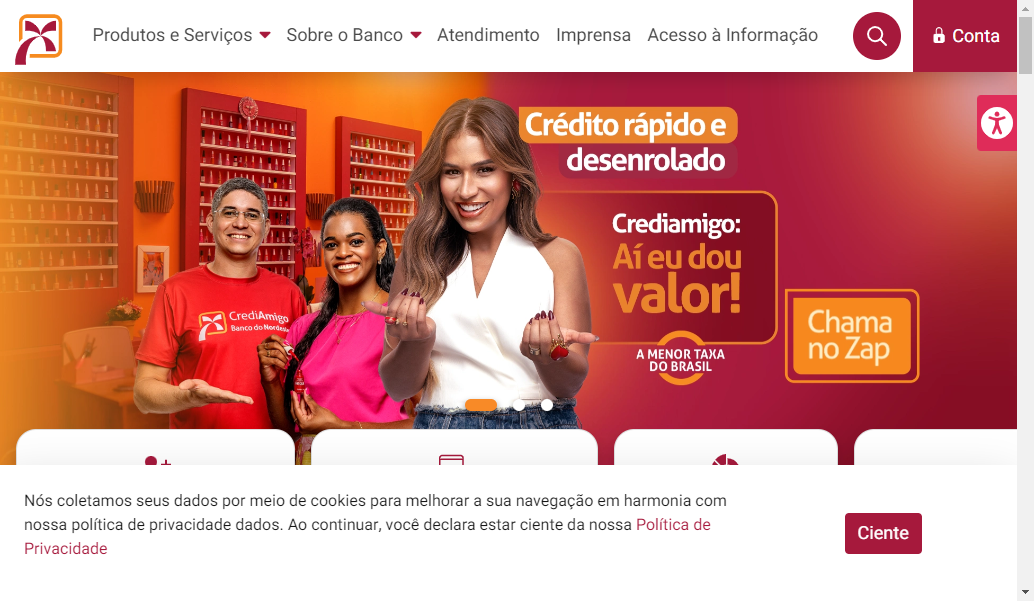 Produtos e Serviços
Sobre o Banco
Atendimento
Imprensa
Acesso à Informação
Conta
Crédito rápido e
desenrolado
Crediamigo:
Aí eu dou
valor!
A MENOR TAXA
DO BRASIL
Chama
no Zap
CrediAmigo
Banco do Nordeste
Nós coletamos seus dados por meio de cookies para melhorar a sua navegação em harmonia com
nossa política de privacidade dados. Ao continuar, você declara estar ciente da nossa Política de
Privacidade
Ciente